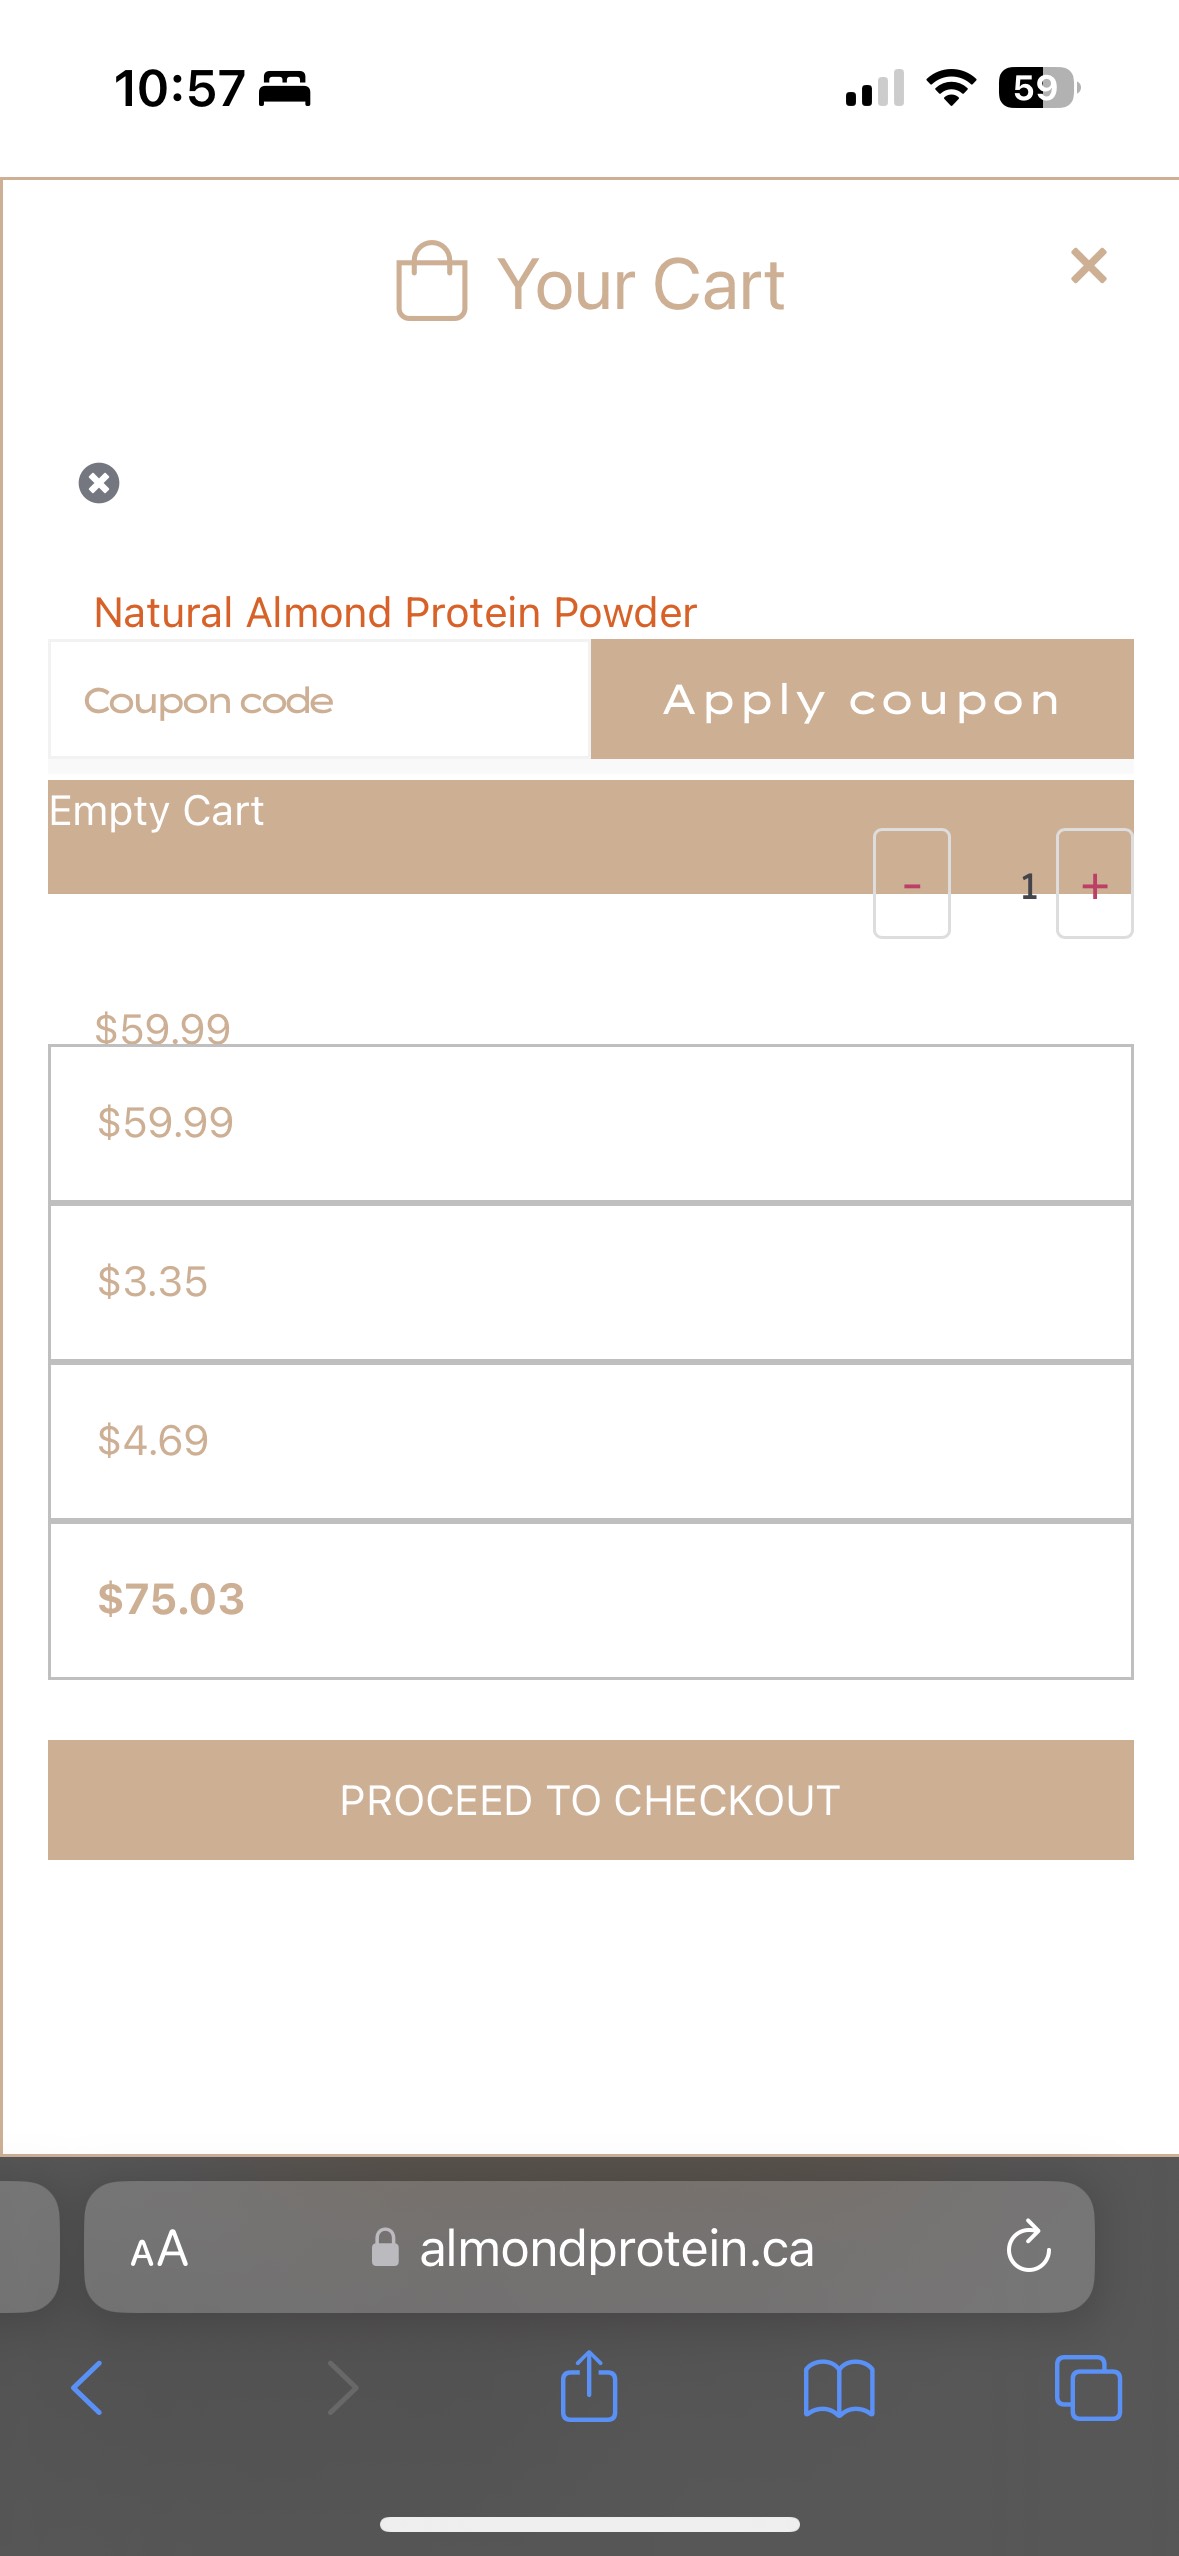 10:57
59
Your Cart
Natural Almond Protein Powder
Coupon code
Apply coupon
Empty Cart
- 1 +
$59.99
$59.99
$3.35
$4.69
$75.03
PROCEED TO CHECKOUT
AA almondprotein.ca